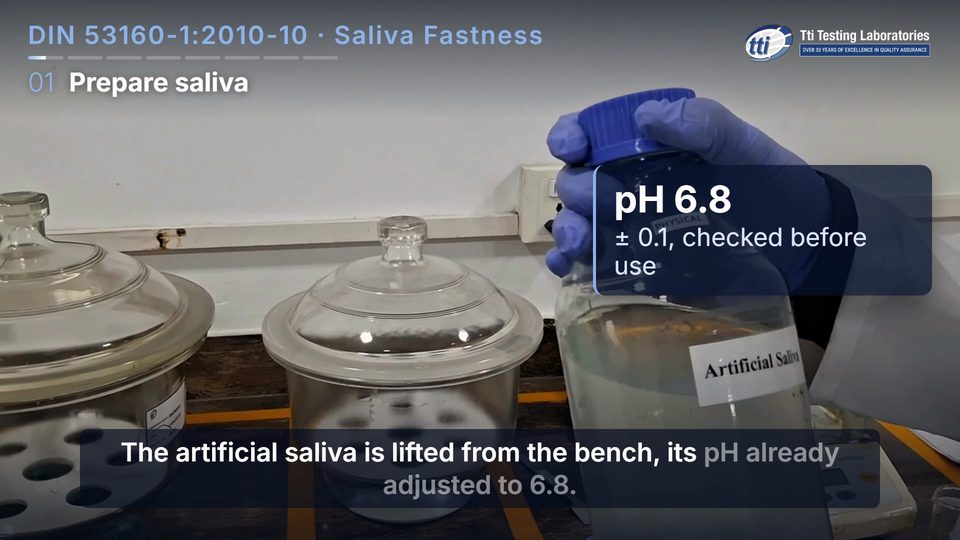 DIN 53160-1:2010-10 · Saliva Fastness
01 Prepare saliva
tti
Tti Testing Laboratories
OVER 30 YEARS OF EXCELLENCE IN QUALITY ASSURANCE
pH 6.8
PHYSICAL
± 0.1, checked before
use
Artificial Saliva
The artificial saliva is lifted from the bench, its pH already
adjusted to 6.8.